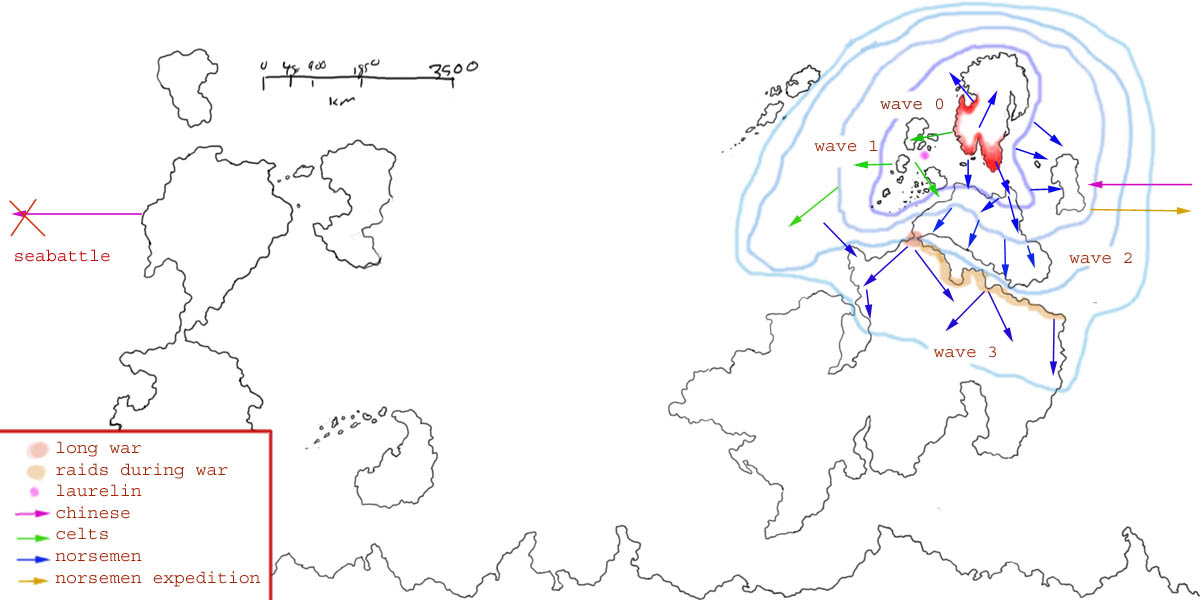 0 45 900 1850 3500
km
wave 0
wave 1
seabattle
wave 2
wave 3
long war
raids during war
laurelin
chinese
celts
norsemen
norsemen expedition